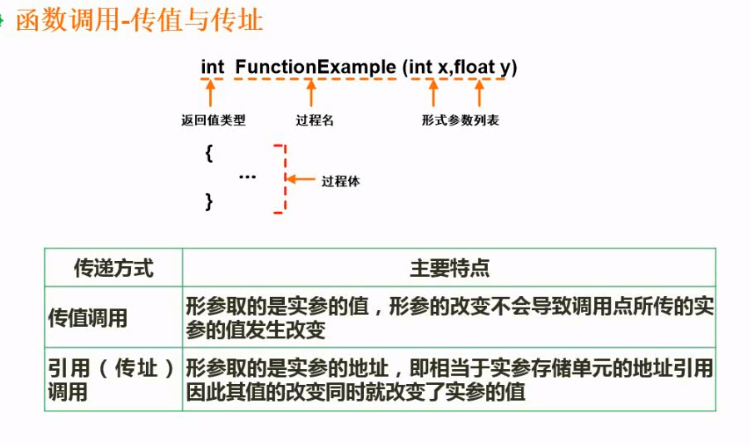 函数调用-传值与传址
int FunctionExample (int x,float y)
返回值类型 过程名 形式参数列表
{
... 过程体
}
传递方式 主要特点
传值调用 形参取的是实参的值，形参的改变不会导致调用点所传的实
参的值发生改变
引用（传址） 形参取的是实参的地址，即相当于实参存储单元的地址引用
调用 因此其值的改变同时就改变了实参的值